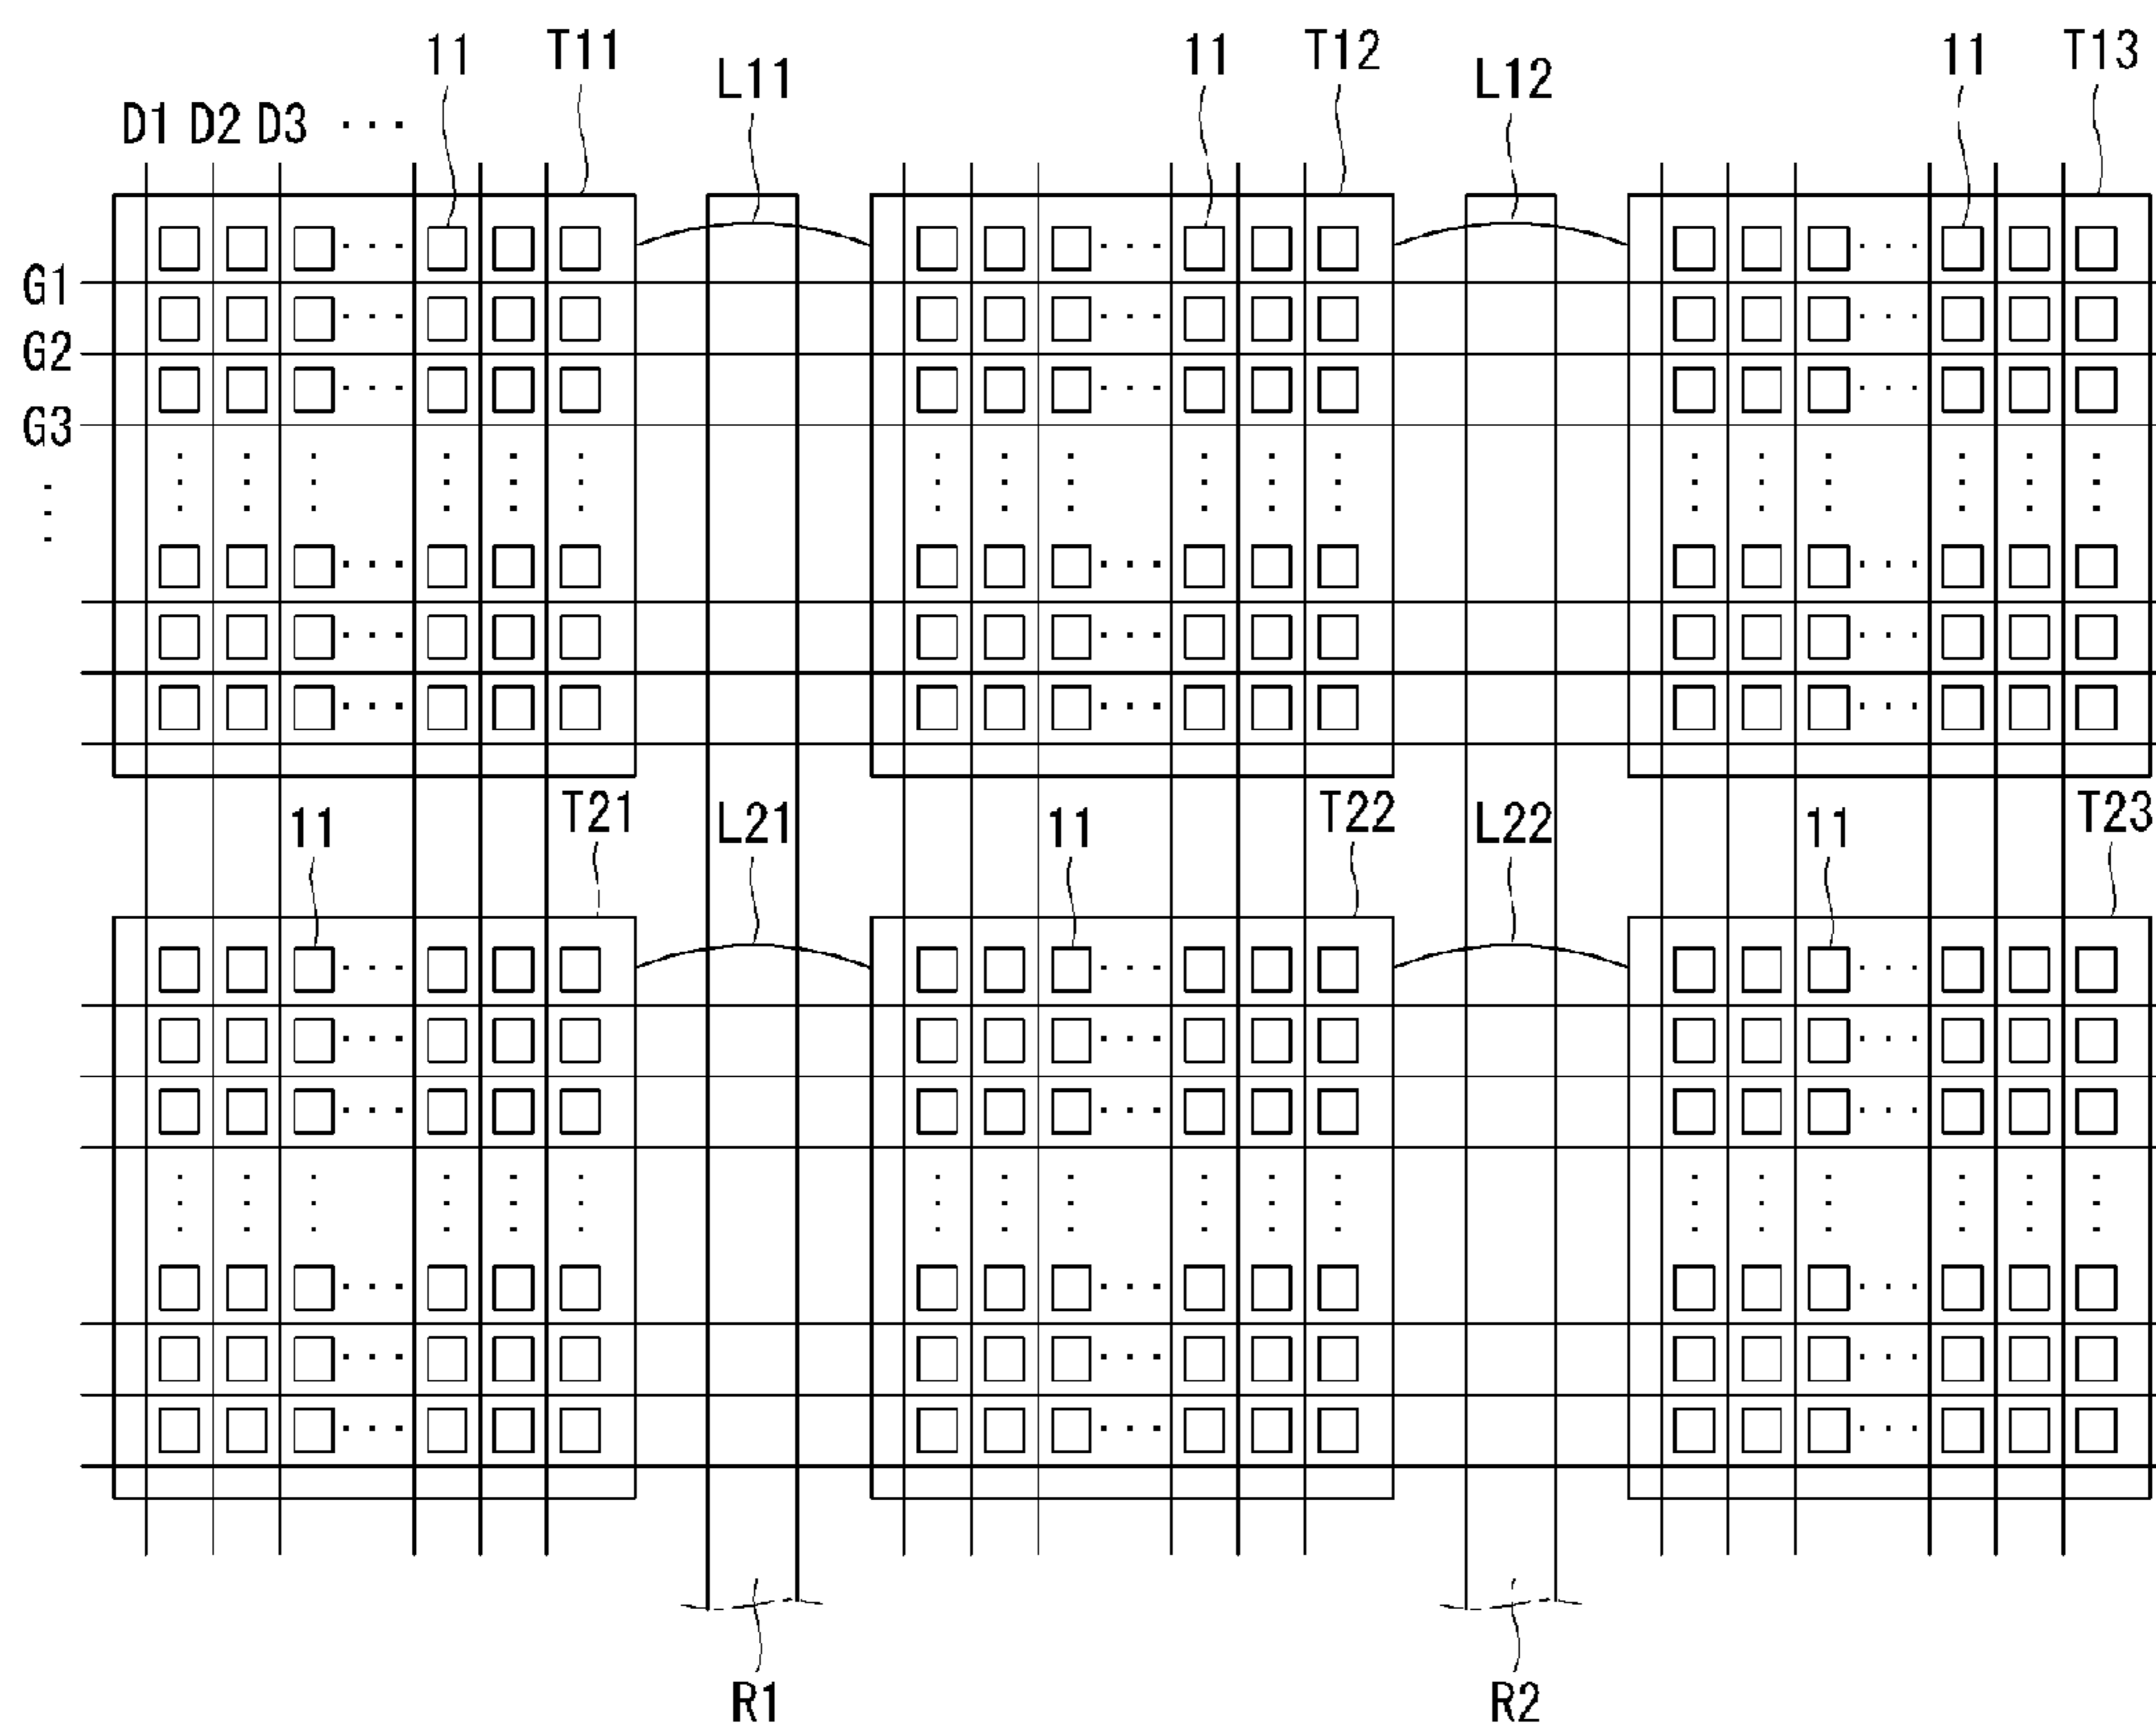 11 T11 L11 11 T12 L12 11 T13
D1 D2 D3 ···
G1
G2
G3
11 T21 L21 11 T22 L22 11 T23
R1 R2